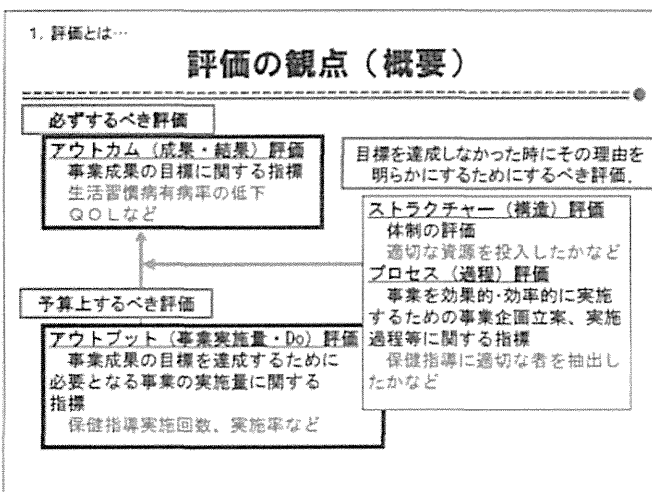 1. 評価とは…
評価の観点（概要）
必ずするべき評価
アウトカム（成果・結果）評価
事業成果の目標に関する指標
生活習慣病有病率の低下
ＱＯＬなど
予算上するべき評価
アウトプット（事業実施量・Do）評価
事業成果の目標を達成するために
必要となる事業の実施量に関する
指標
保健指導実施回数、実施率など
目標を達成しなかった時にその理由を
明らかにするためにするべき評価．
ストラクチャー（構造）評価
体制の評価
適切な資源を投入したかなど
プロセス（過程）評価
事業を効果的・効率的に実施
するための事業企画立案、実施
過程等に関する指標
保健指導に適切な者を抽出し
たかなど